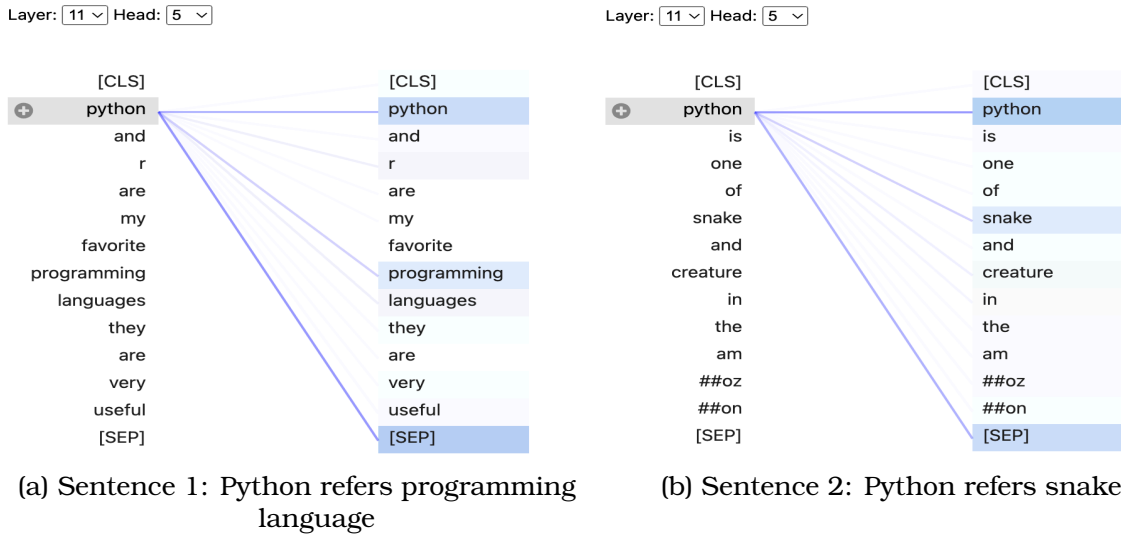 Layer: 11 Head: 5
[CLS] [CLS]
python python
and and
r r
are are
my my
favorite favorite
programming programming
languages languages
they they
are are
very very
useful useful
[SEP] [SEP]
(a) Sentence 1: Python refers programming
language
Layer: 11 Head: 5
[CLS] [CLS]
python python
is is
one one
of of
snake snake
and and
creature creature
in in
the the
am am
##oz ##oz
##on ##on
[SEP] [SEP]
(b) Sentence 2: Python refers snake